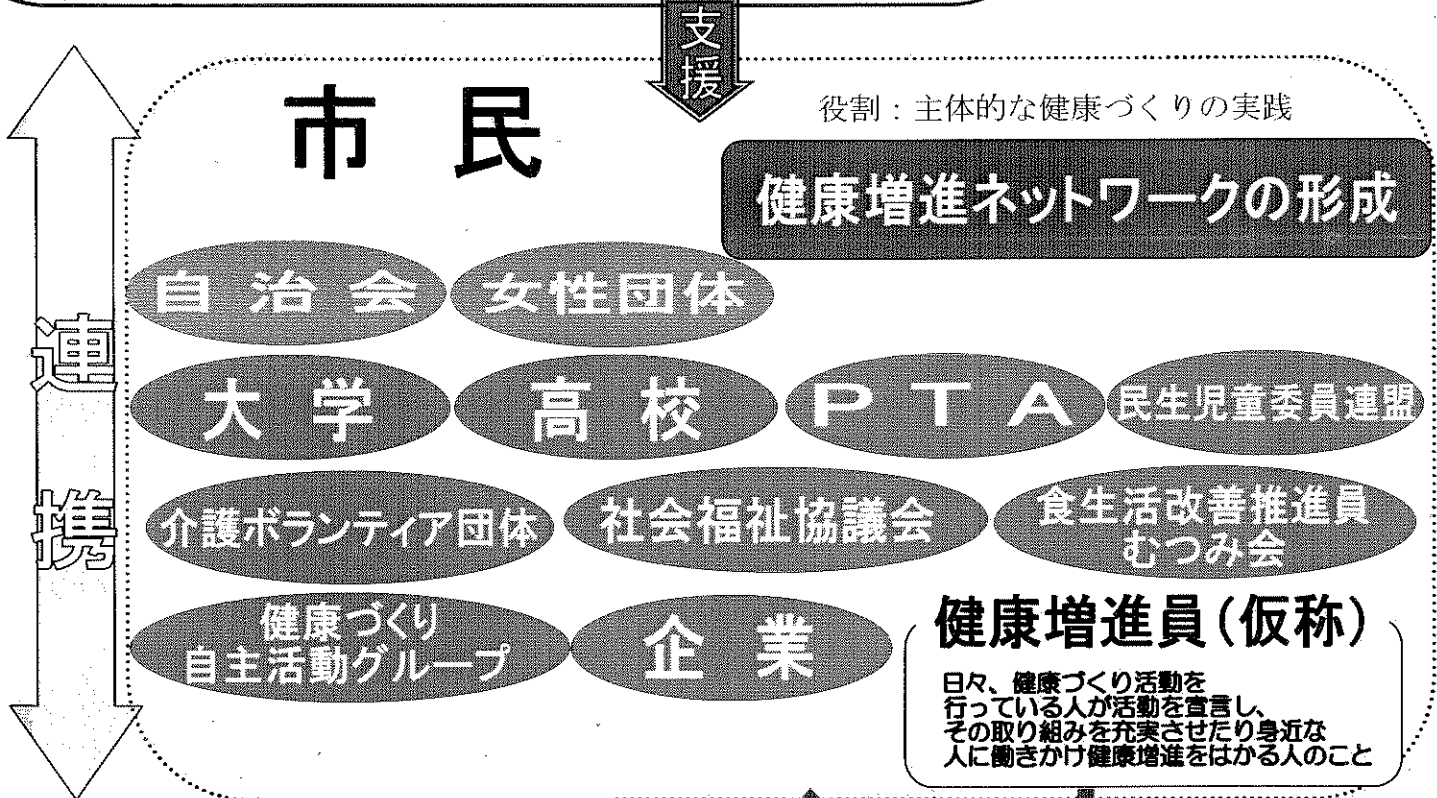 支援
市民
役割：主体的な健康づくりの実践
健康増進ネットワークの形成
自治会
女性団体
連携
大学
高校
PTA
民生児童委員連盟
介護ボランティア団体
社会福祉協議会
食生活改善推進員
むつみ会
健康づくり
自主活動グループ
企業
健康増進員（仮称）
日々、健康づくり活動を
行っている人が活動を宣言し、
その取り組みを充実させたり身近な
人に働きかけ健康増進をはかる人のこと